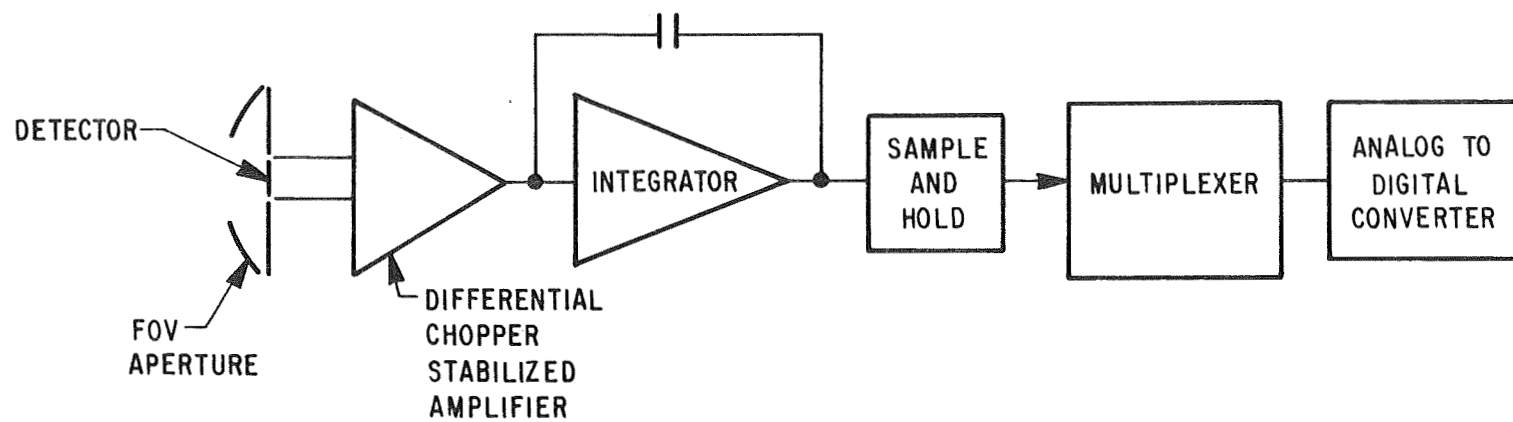 DETECTOR
FOV
APERTURE
DIFFERENTIAL
CHOPPER
STABILIZED
AMPLIFIER
INTEGRATOR
SAMPLE
AND
HOLD
MULTIPLEXER
ANALOG TO
DIGITAL
CONVERTER